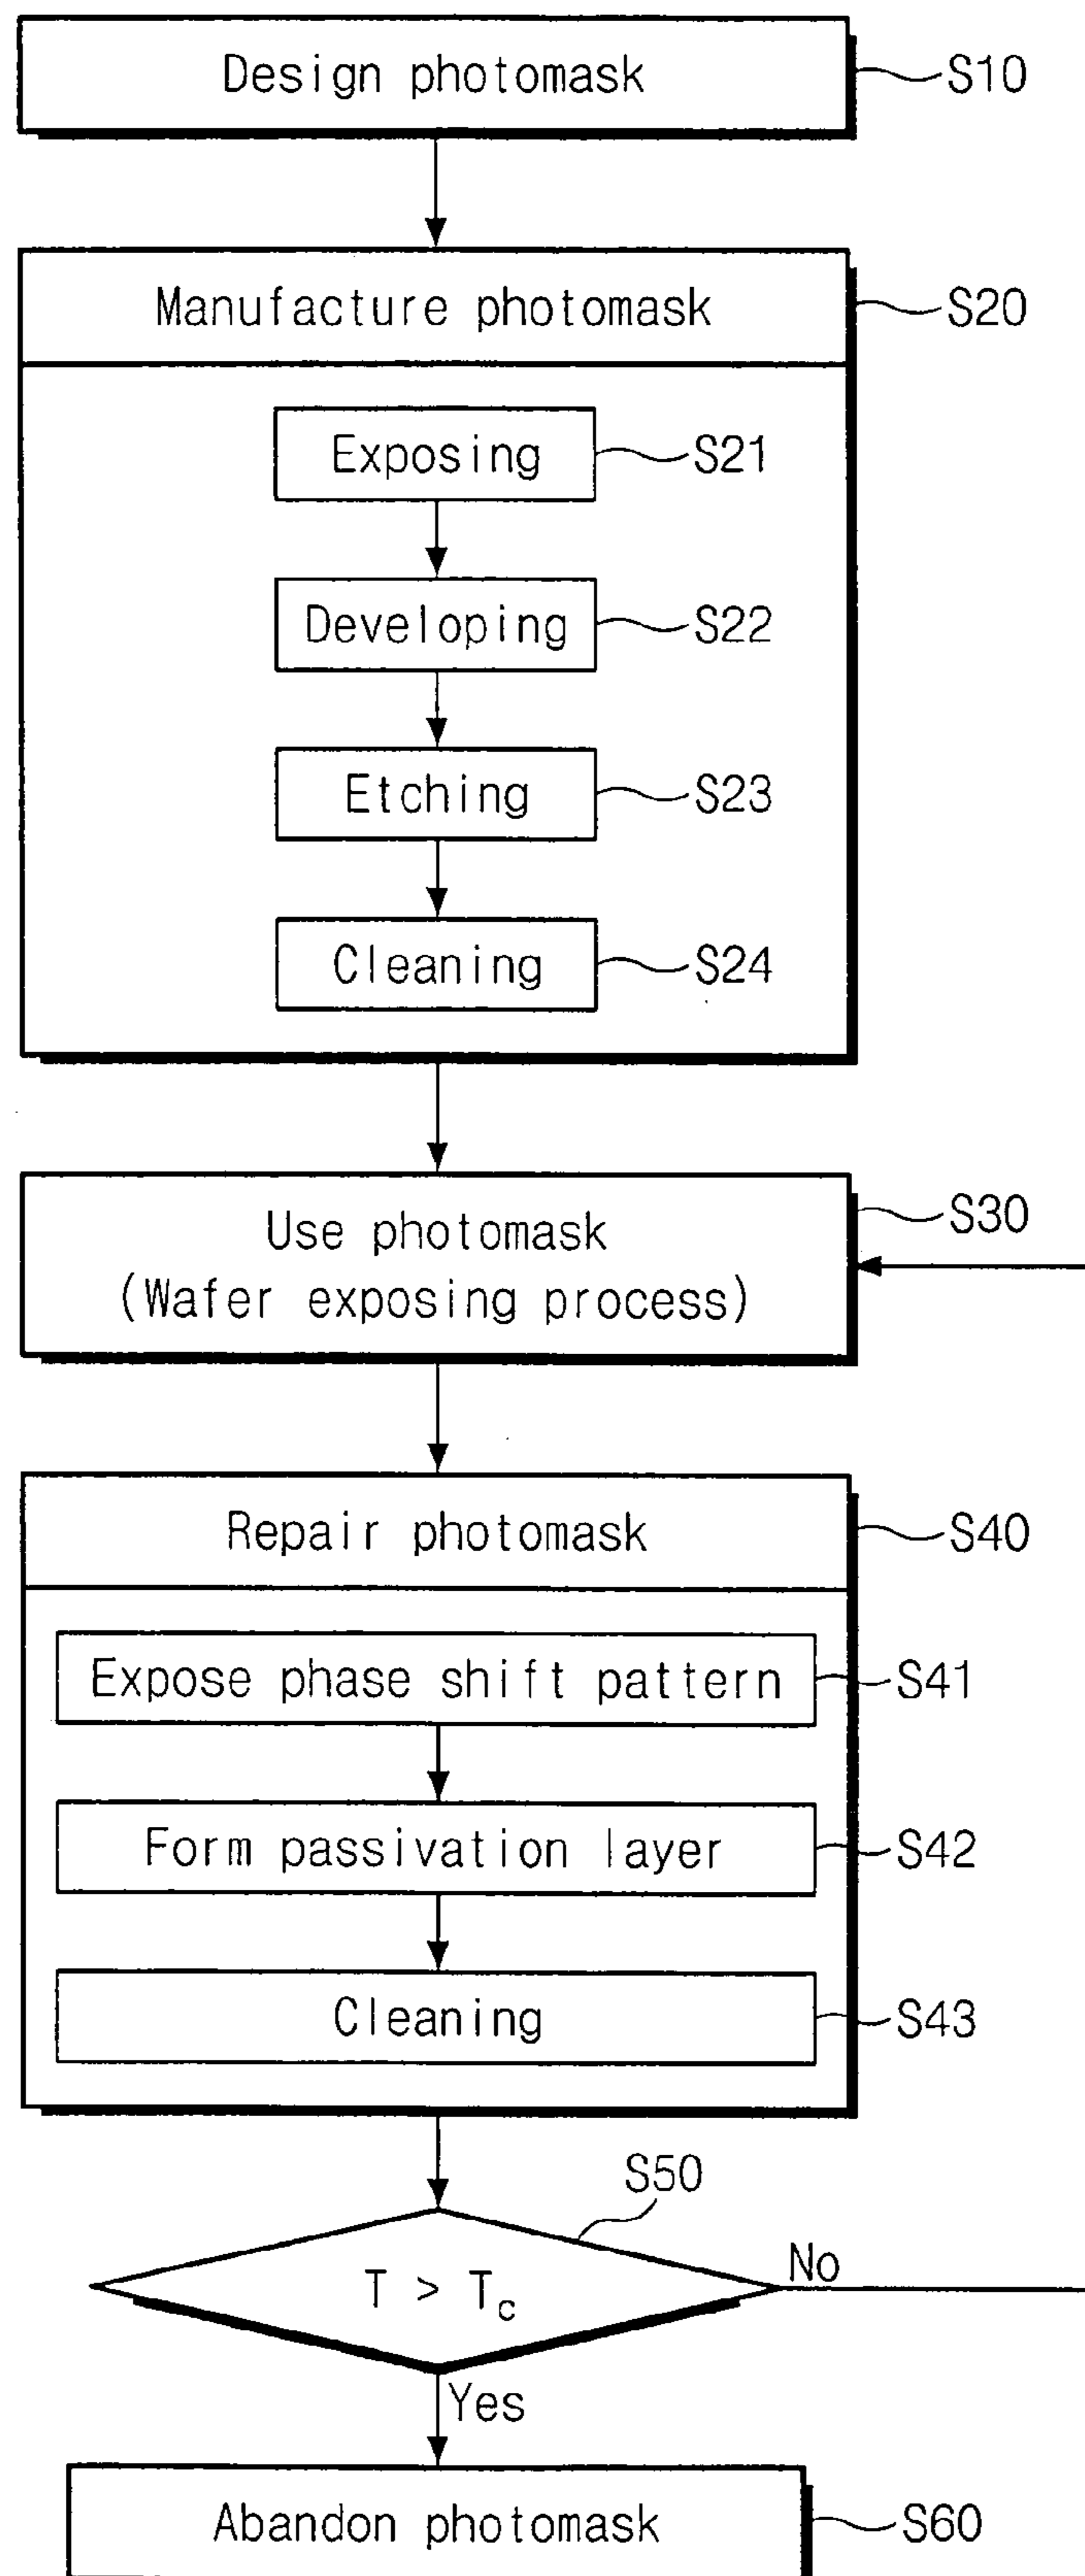 Design photomask
S10
Manufacture photomask
S20
Exposing
S21
Developing
S22
Etching
S23
Cleaning
S24
Use photomask
(Wafer exposing process)
S30
Repair photomask
S40
Expose phase shift pattern
S41
Form passivation layer
S42
Cleaning
S43
S50
T > Tc
No
Yes
Abandon photomask
S60